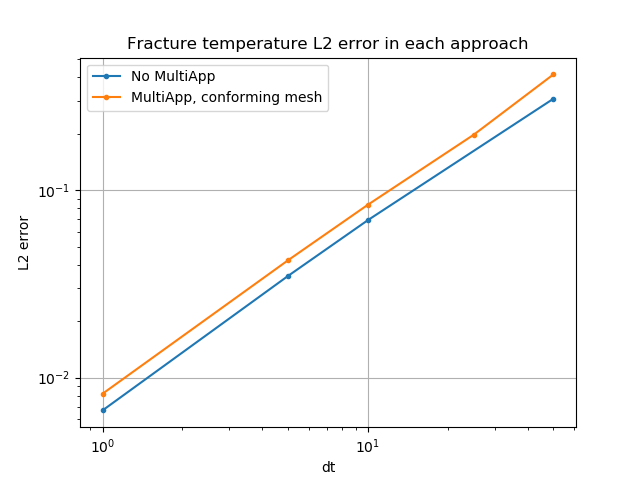 Fracture temperature L2 error in each approach
No MultiApp
MultiApp, conforming mesh
L2 error
10⁻¹
10⁻²
10⁰
10¹
dt